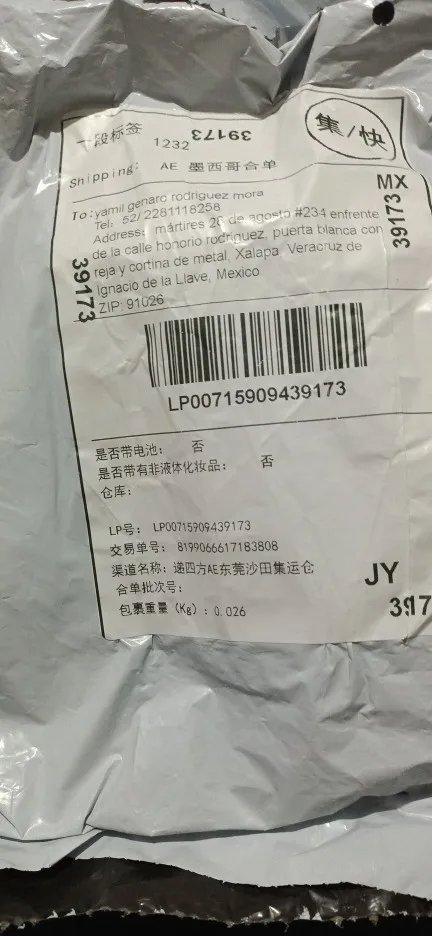 一段标签 1232 39173
集/快
Shipping: AE 墨西哥合单
MX
To:yamil genaro rodriguez mora
Tel: 52/ 2281118258
Address: mártires 28 de agosto #234 enfrente
de la calle honorio rodriguez, puerta blanca con
reja y cortina de metal, Xalapa, Veracruz de
Ignacio de la Llave, Mexico
ZIP: 91026
39173
39173
LP00715909439173
是否带电池: 否
是否带有非液体化妆品: 否
仓库:
LP号: LP00715909439173
交易单号: 8199066617183808
渠道名称: 递四方AE东莞沙田集运仓
合单批次号:
包裹重量(Kg): 0.026
JY
3917